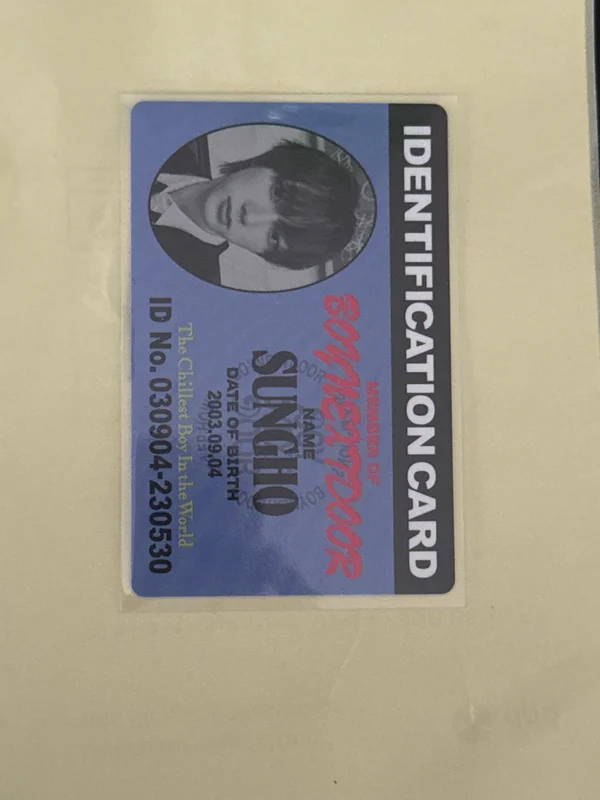 IDENTIFICATION CARD
MEMBER OF
BOYNEXTDOOR
NAME
SUNGHO
DATE OF BIRTH
2003.09.04
The Chillest Boy In the World
ID No. 030904-230530